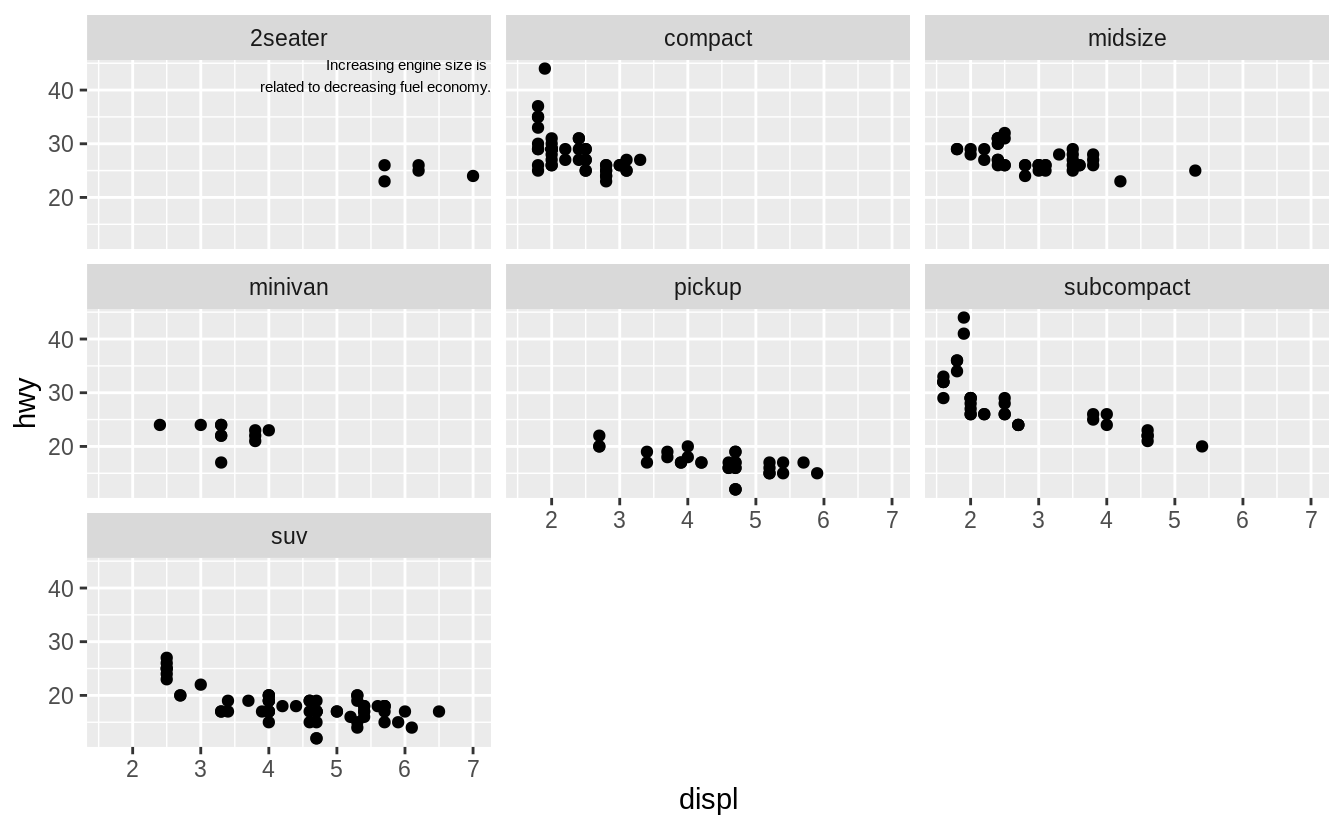 2seater
compact
midsize
Increasing engine size is
related to decreasing fuel economy.
40
30
20
minivan
pickup
subcompact
hwy
40
30
20
2 3 4 5 6 7
2 3 4 5 6 7
suv
40
30
20
2 3 4 5 6 7
displ